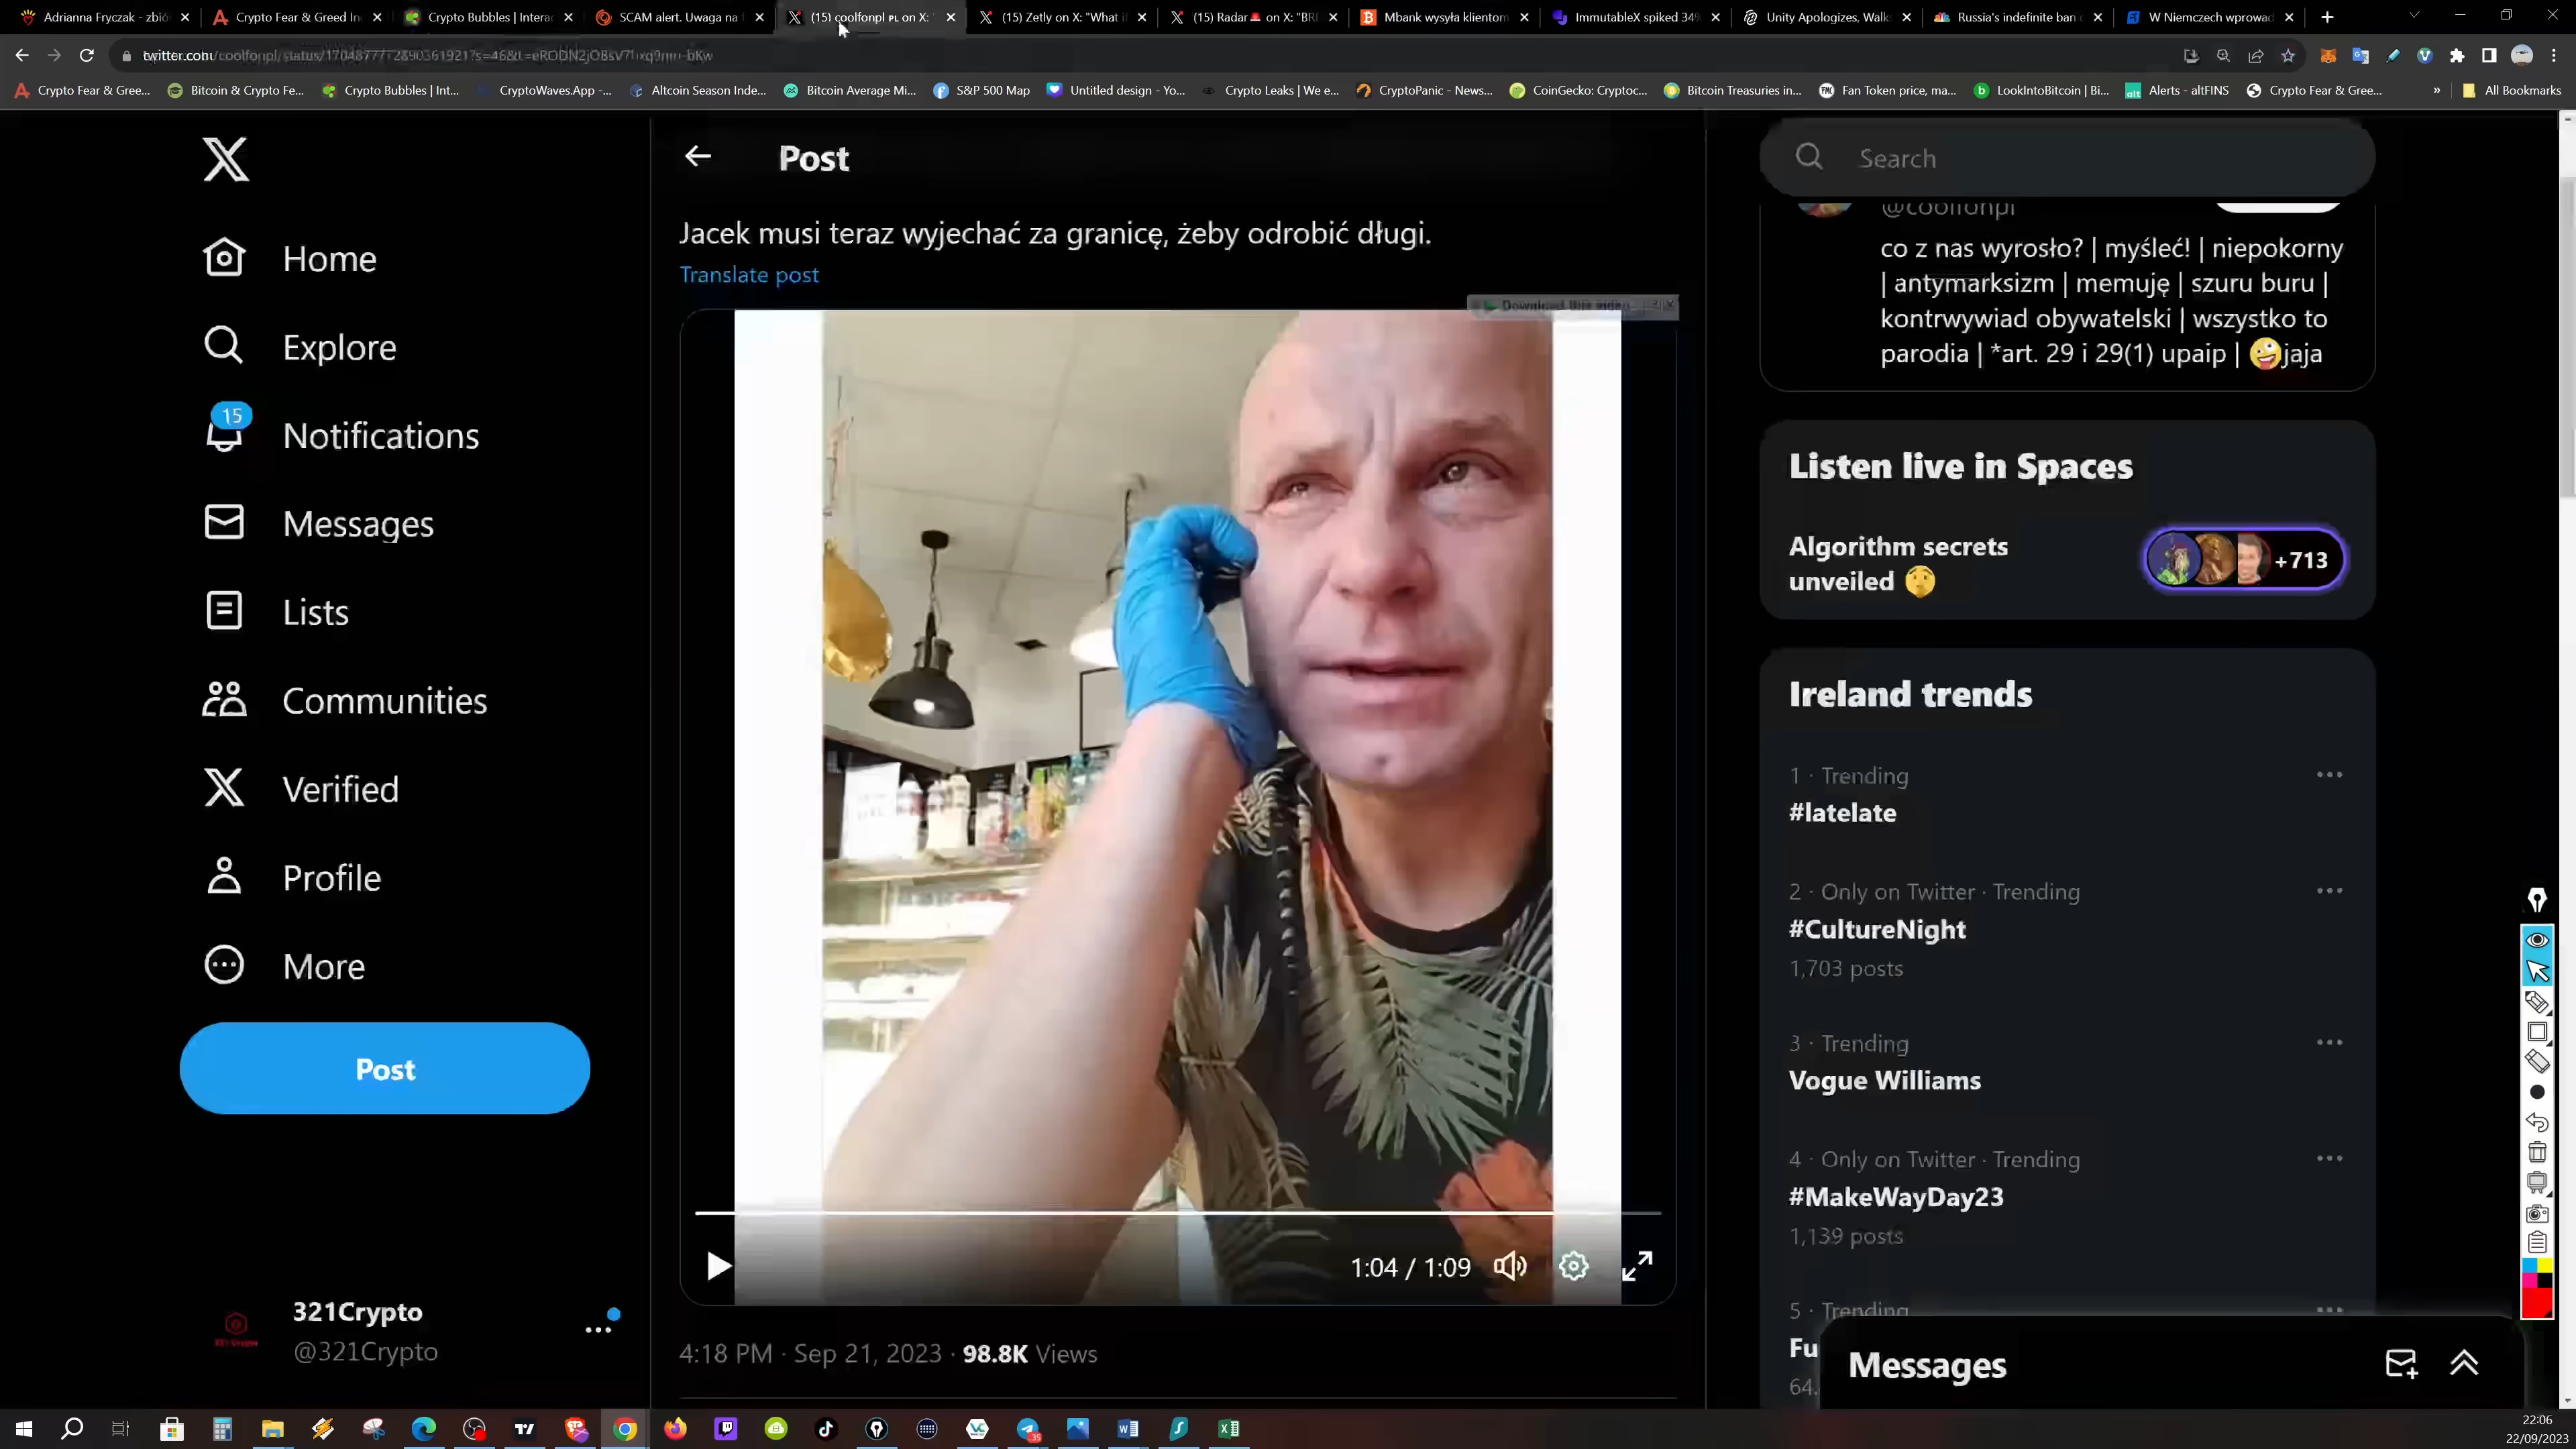 Adrianna Fryczak - zbió
Crypto Fear & Greed In
Crypto Bubbles | Interac
SCAM alert. Uwaga na
(15) coolfonpl PL on X:
(15) Zetly on X: "What i
(15) Radar🚨 on X: "BR
Mbank wysyła klientom
ImmutableX spiked 34%
Unity Apologizes, Walk
Russia's indefinite ban
W Niemczech wprowad
Crypto Fear & Gree...
Bitcoin & Crypto Fe...
Crypto Bubbles | Int...
CryptoWaves.App -...
Altcoin Season Inde...
Bitcoin Average Mi...
S&P 500 Map
Untitled design - Yo...
Crypto Leaks | We e...
CryptoPanic - News...
CoinGecko: Cryptoc...
Bitcoin Treasuries in...
Fan Token price, ma...
LookIntoBitcoin | Bi...
Alerts - altFINS
Crypto Fear & Gree...
»
All Bookmarks
Home
Explore
15
Notifications
Messages
Lists
Communities
Verified
Profile
More
Post
321Crypto
@321Crypto
Post
Jacek musi teraz wyjechać za granicę, żeby odrobić długi.
Translate post
Download this video
1:04 / 1:09
4:18 PM · Sep 21, 2023 · 98.8K Views
Search
@coolfonpl
co z nas wyrosło? | myśleć! | niepokorny
| antymarksizm | memuję | szuru buru |
kontrwywiad obywatelski | wszystko to
parodia | *art. 29 i 29(1) upaip | 🤪jaja
Listen live in Spaces
Algorithm secrets
unveiled 🤫
+713
Ireland trends
1 · Trending
#latelate
2 · Only on Twitter · Trending
#CultureNight
1,703 posts
3 · Trending
Vogue Williams
4 · Only on Twitter · Trending
#MakeWayDay23
1,139 posts
5 · Trending
Fu
64.
Messages
22:06
22/09/2023